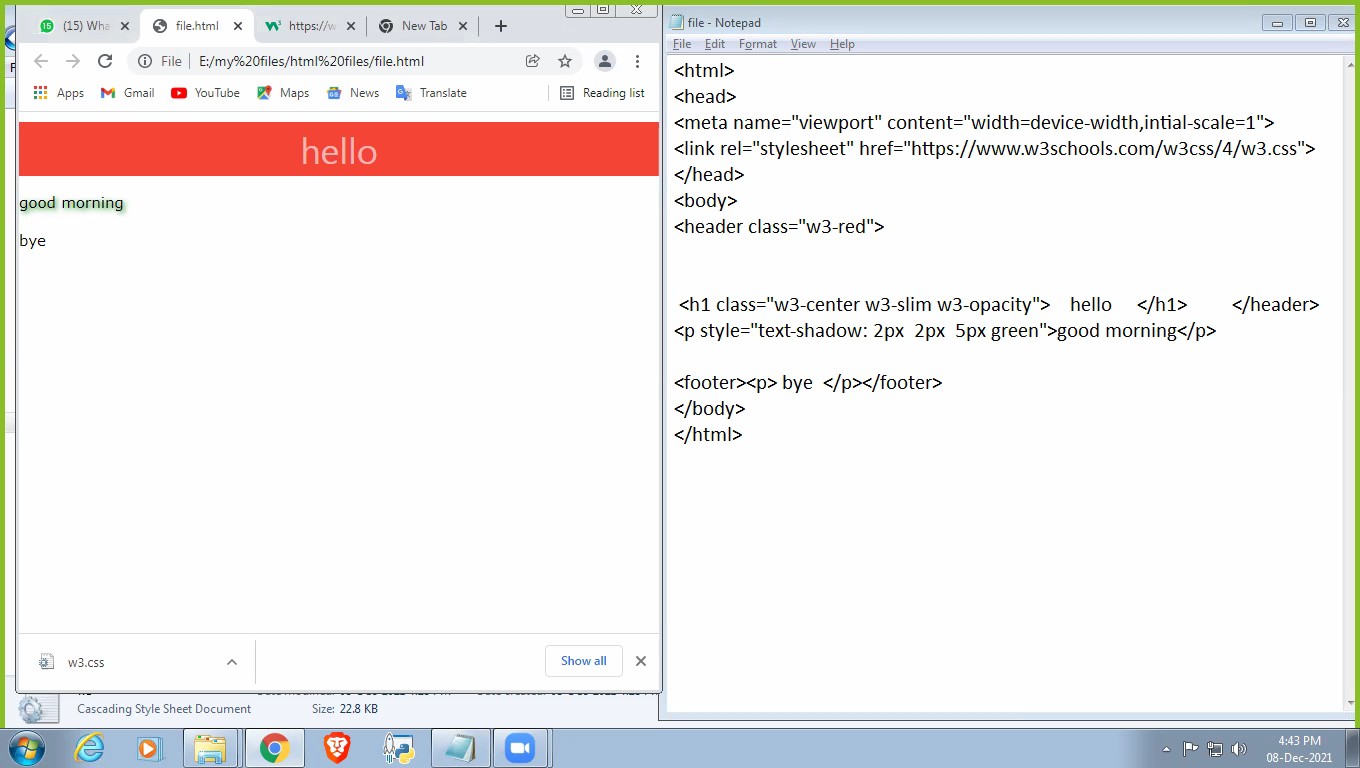 (15) Wha
file.html
https://w
New Tab
File
E:/my%20files/html%20files/file.html
Apps
Gmail
YouTube
Maps
News
Translate
Reading list
hello
good morning
bye
w3.css
Show all
Cascading Style Sheet Document
Size: 22.8 KB
file - Notepad
File Edit Format View Help
<html>
<head>
<meta name="viewport" content="width=device-width,intial-scale=1">
<link rel="stylesheet" href="https://www.w3schools.com/w3css/4/w3.css">
</head>
<body>
<header class="w3-red">
<h1 class="w3-center w3-slim w3-opacity"> hello </h1> </header>
<p style="text-shadow: 2px 2px 5px green">good morning</p>
<footer><p> bye </p></footer>
</body>
</html>
4:43 PM
08-Dec-2021